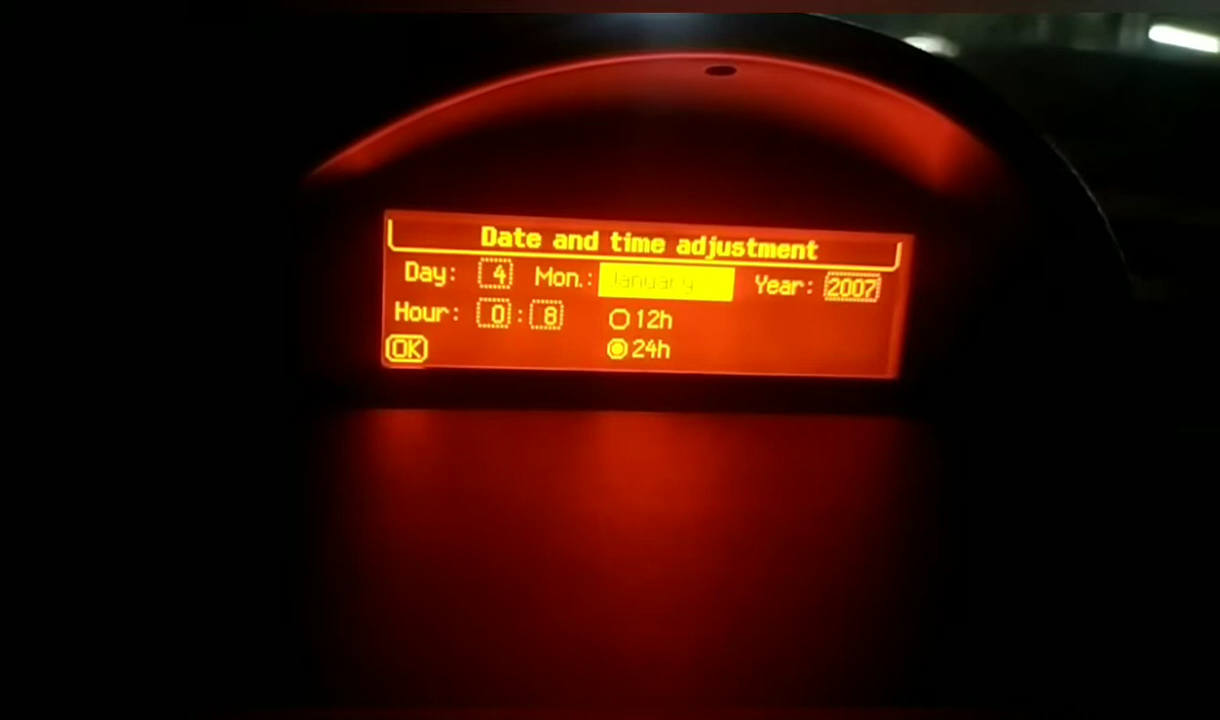 Date and time adjustment
Day: 4 Mon.: January Year: 2007
Hour: 0 : 8 12h
OK 24h